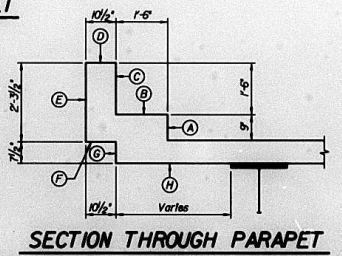 10½" 1'-6"
D
C
2'-3½" E B 1'-6"
A 9"
7½" G
F H
10½" Varies
SECTION THROUGH PARAPET